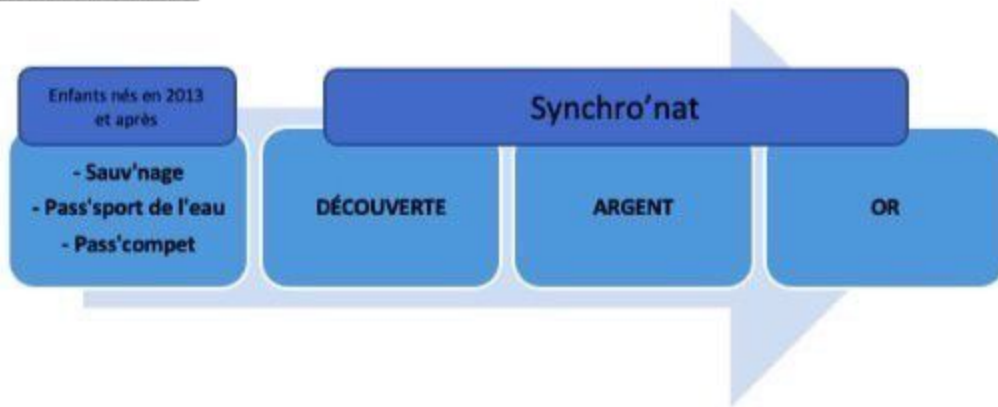 Enfants nés en 2013
et après
- Sauv'nage
- Pass'sport de l'eau
- Pass'compet
Synchro'nat
DÉCOUVERTE
ARGENT
OR